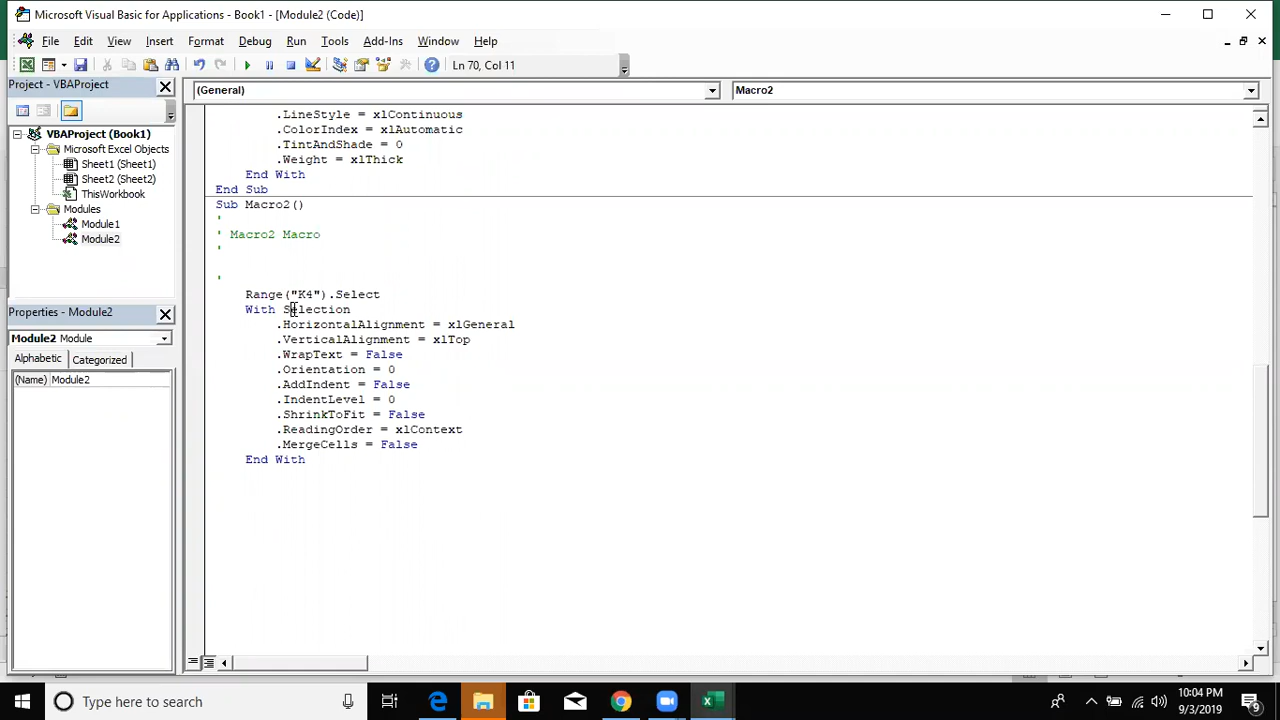 Microsoft Visual Basic for Applications - Book1 - [Module2 (Code)]
File Edit View Insert Format Debug Run Tools Add-Ins Window Help
Ln 70, Col 11
Project - VBAProject
(General)
Macro2
VBAProject (Book1)
Microsoft Excel Objects
Sheet1 (Sheet1)
Sheet2 (Sheet2)
ThisWorkbook
Modules
Module1
Module2
Properties - Module2
Module2 Module
Alphabetic Categorized
(Name) Module2
.LineStyle = xlContinuous
.ColorIndex = xlAutomatic
.TintAndShade = 0
.Weight = xlThick
End With
End Sub
Sub Macro2()
'
' Macro2 Macro
'
'
Range("K4").Select
With Selection
.HorizontalAlignment = xlGeneral
.VerticalAlignment = xlTop
.WrapText = False
.Orientation = 0
.AddIndent = False
.IndentLevel = 0
.ShrinkToFit = False
.ReadingOrder = xlContext
.MergeCells = False
End With
Type here to search
10:04 PM
9/3/2019
9